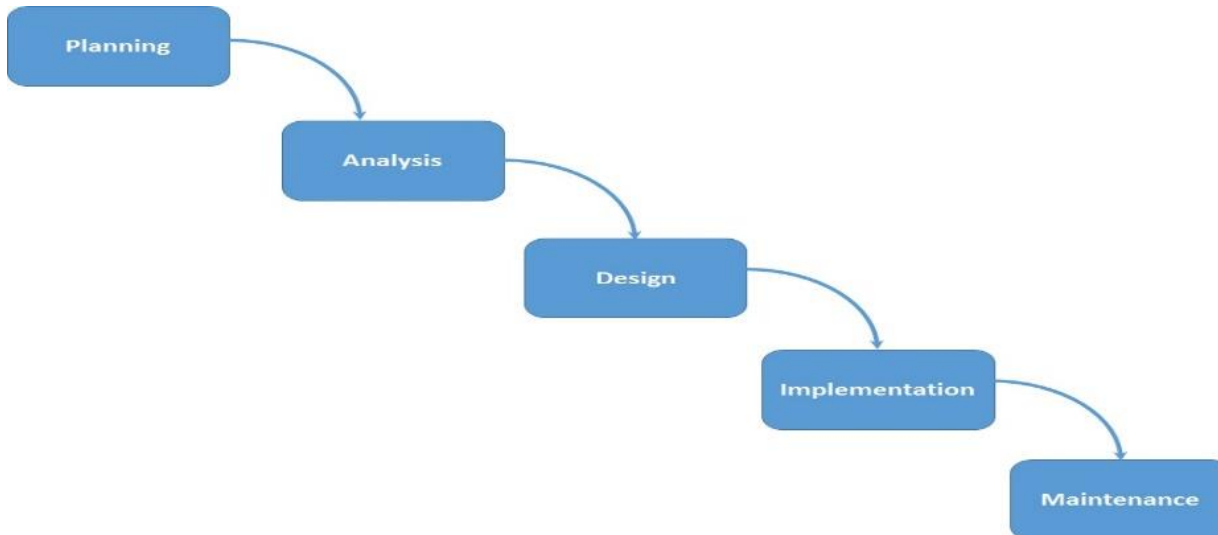 Planning
Analysis
Design
Implementation
Maintenance